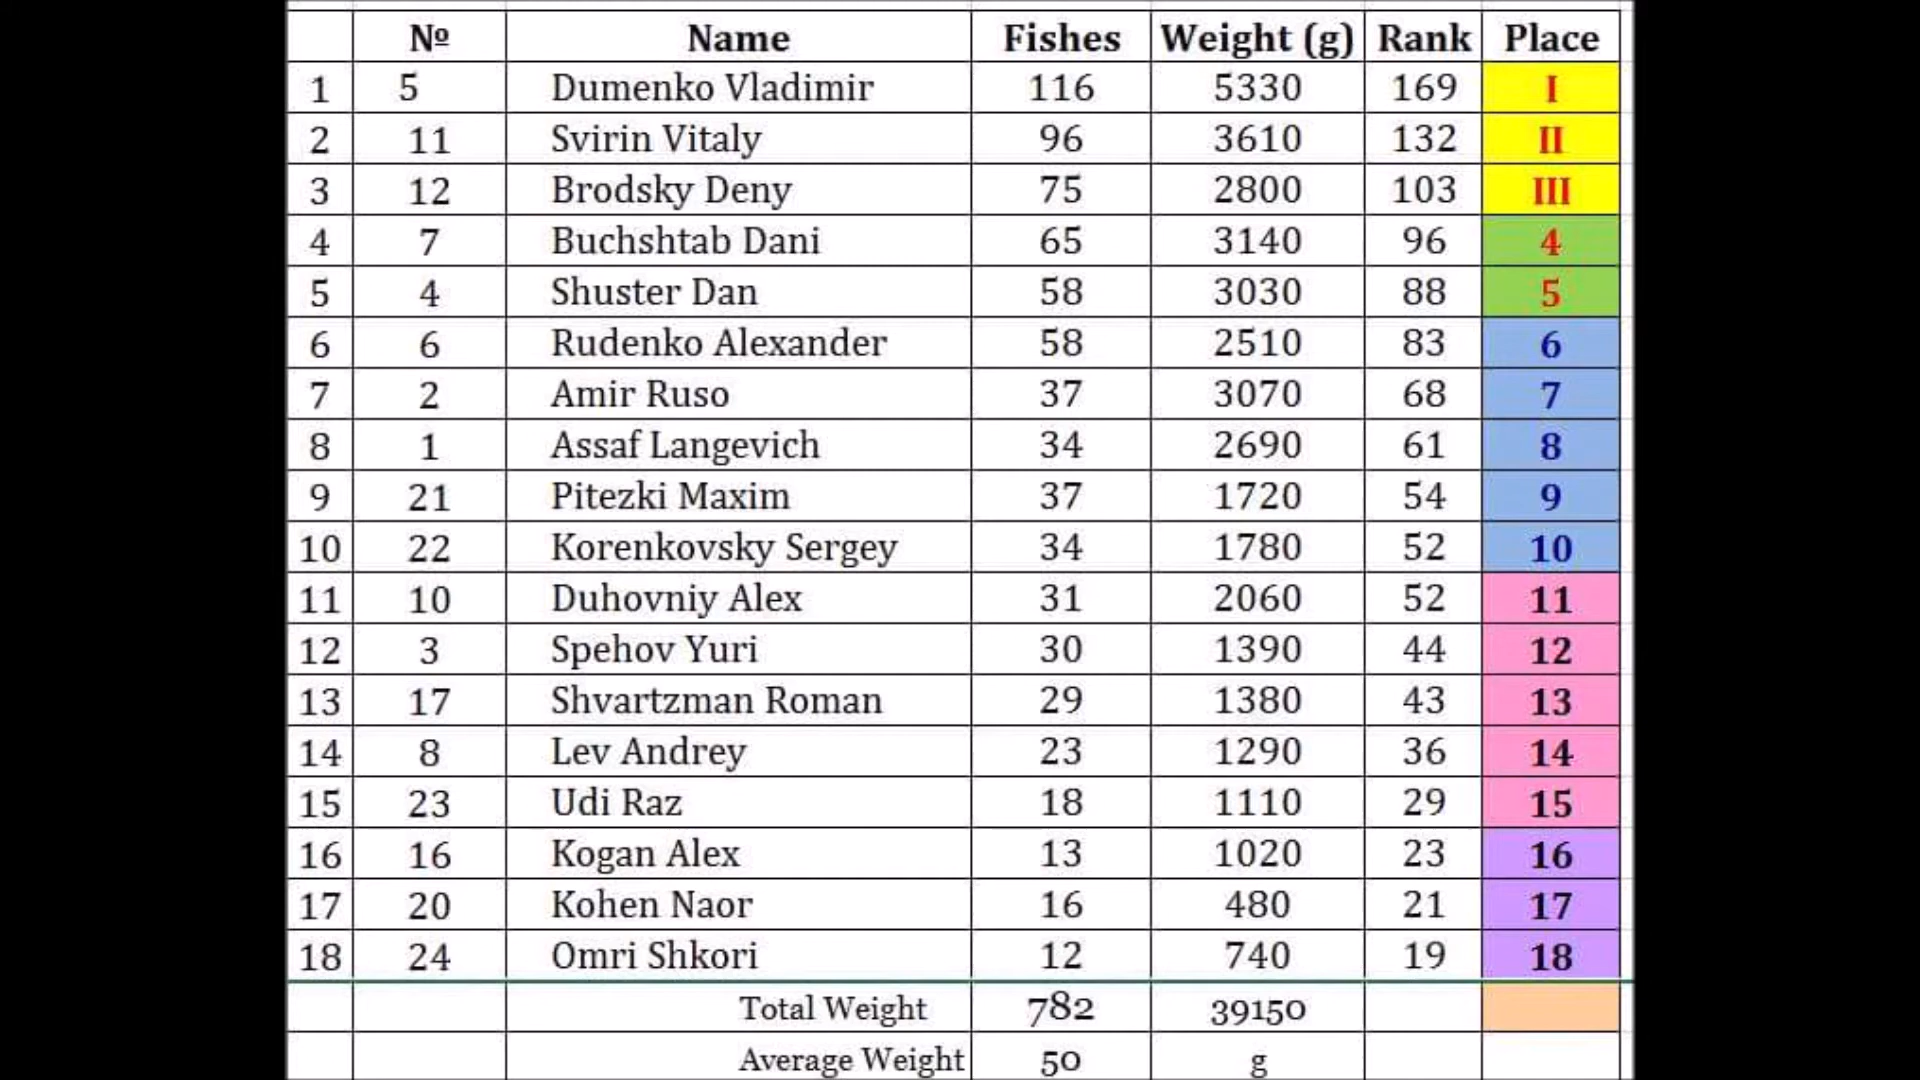 № Name Fishes Weight (g) Rank Place
1 5 Dumenko Vladimir 116 5330 169 I
2 11 Svirin Vitaly 96 3610 132 II
3 12 Brodsky Deny 75 2800 103 III
4 7 Buchshtab Dani 65 3140 96 4
5 4 Shuster Dan 58 3030 88 5
6 6 Rudenko Alexander 58 2510 83 6
7 2 Amir Ruso 37 3070 68 7
8 1 Assaf Langevich 34 2690 61 8
9 21 Pitezki Maxim 37 1720 54 9
10 22 Korenkovsky Sergey 34 1780 52 10
11 10 Duhovniy Alex 31 2060 52 11
12 3 Spehov Yuri 30 1390 44 12
13 17 Shvartzman Roman 29 1380 43 13
14 8 Lev Andrey 23 1290 36 14
15 23 Udi Raz 18 1110 29 15
16 16 Kogan Alex 13 1020 23 16
17 20 Kohen Naor 16 480 21 17
18 24 Omri Shkori 12 740 19 18
Total Weight 782 39150
Average Weight 50 g